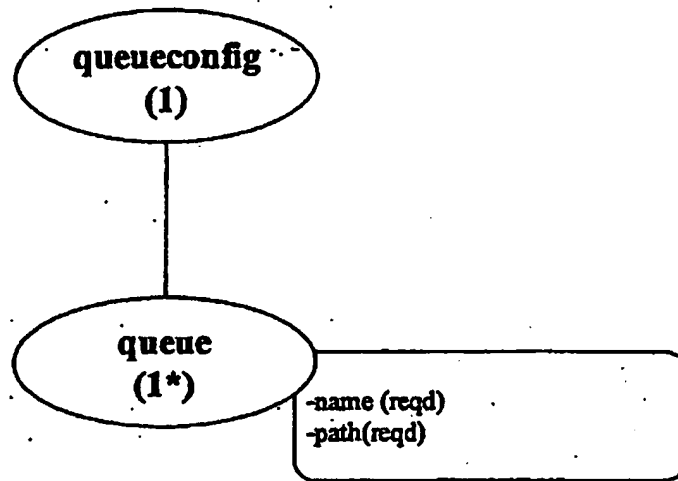 queueconfig
(1)
queue
(1*)
-name (reqd)
-path(reqd)